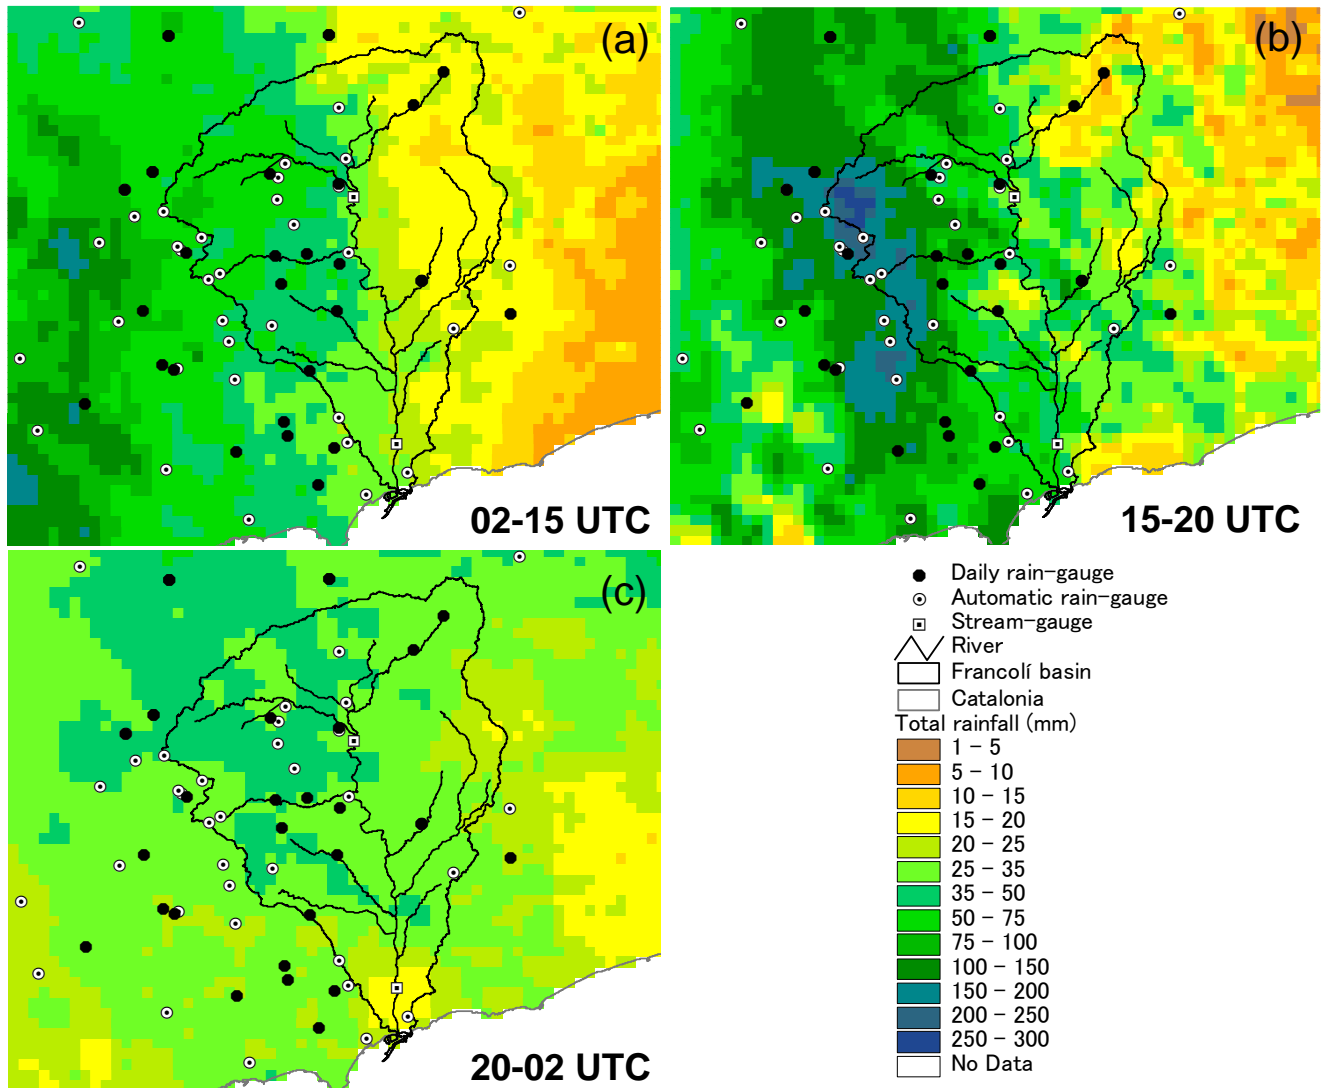 (a)
02-15 UTC
(b)
15-20 UTC
(c)
20-02 UTC
Daily rain-gauge
Automatic rain-gauge
Stream-gauge
River
Francolí basin
Catalonia
Total rainfall (mm)
1 - 5
5 - 10
10 - 15
15 - 20
20 - 25
25 - 35
35 - 50
50 - 75
75 - 100
100 - 150
150 - 200
200 - 250
250 - 300
No Data